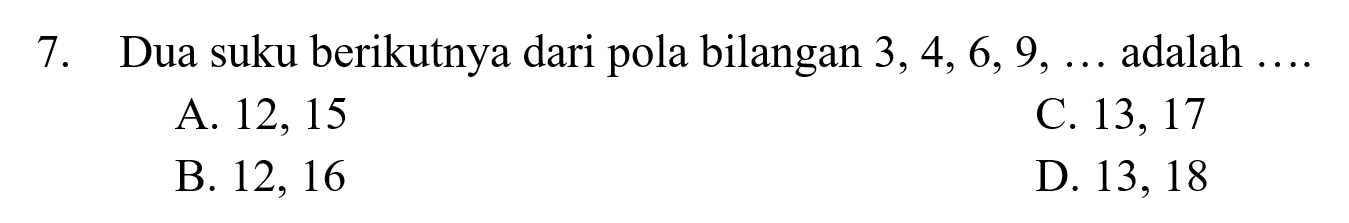 7. Dua suku berikutnya dari pola bilangan 3, 4, 6, 9, … adalah ….
A. 12, 15 C. 13, 17
B. 12, 16 D. 13, 18